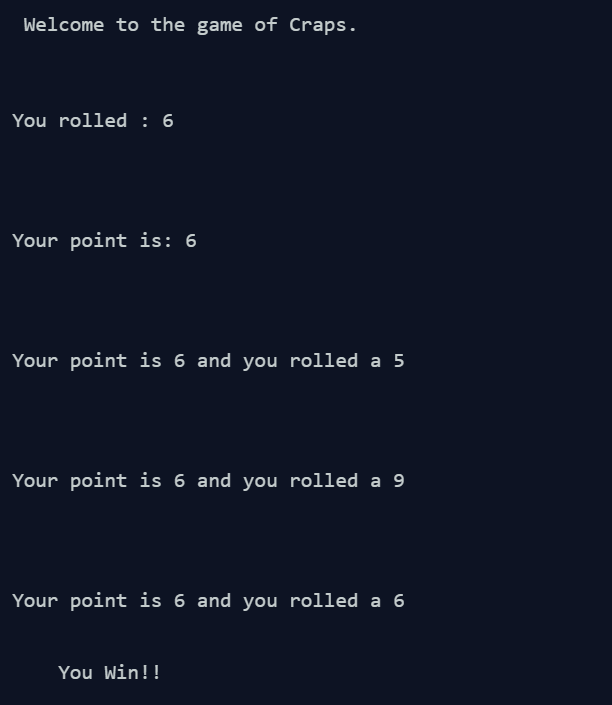 Welcome to the game of Craps.
You rolled : 6
Your point is: 6
Your point is 6 and you rolled a 5
Your point is 6 and you rolled a 9
Your point is 6 and you rolled a 6
You Win!!